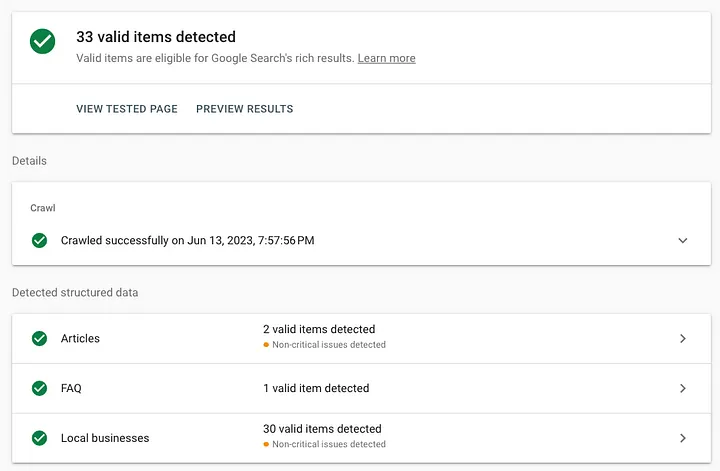 33 valid items detected
Valid items are eligible for Google Search's rich results. Learn more
VIEW TESTED PAGE PREVIEW RESULTS
Details
Crawl
Crawled successfully on Jun 13, 2023, 7:57:56 PM
Detected structured data
Articles
2 valid items detected
Non-critical issues detected
FAQ
1 valid item detected
Local businesses
30 valid items detected
Non-critical issues detected